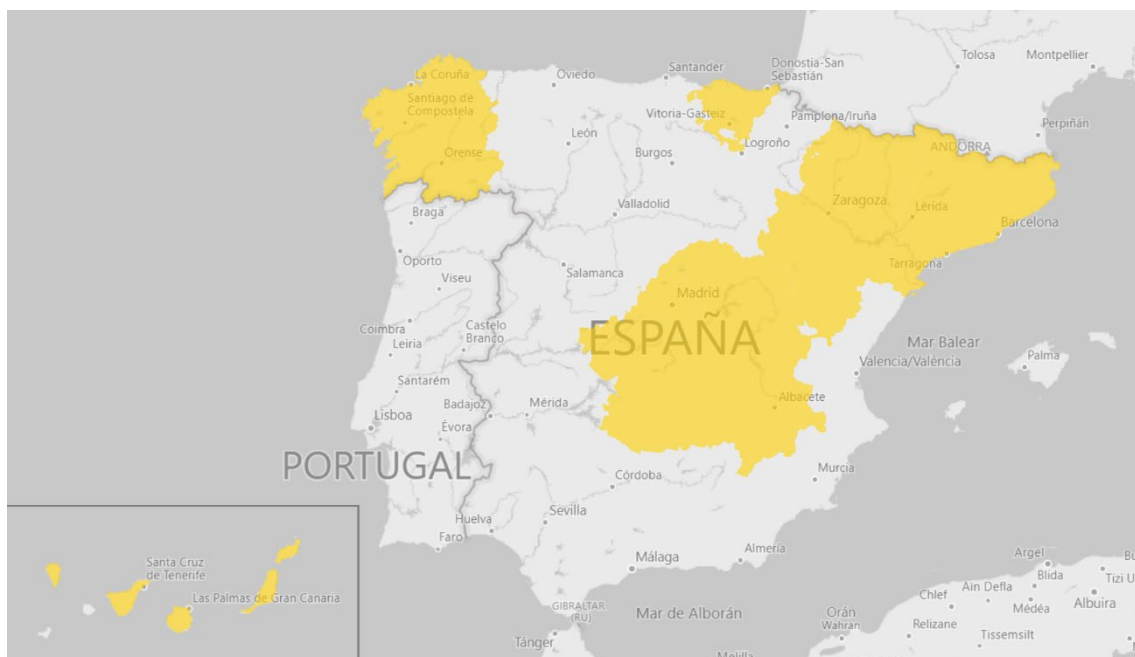 Tolosa
Montpellier
La Coruña
Oviedo
Santander
Donostia-San
Sebastián
Santiago de
Compostela
Vitoria-Gasteiz
Pamplona/Iruña
Perpiñán
León
Orense
Burgos
Logroño
ANDORRA
Braga
Valladolid
Zaragoza
Lérida
Barcelona
Oporto
Viseu
Salamanca
Tarragona
Madrid
Coimbra
Leiria
Castelo
Branco
ESPAÑA
Mar Balear
Palma
Valencia/València
Santarém
Lisboa
Badajoz
Mérida
Albacete
Évora
PORTUGAL
Córdoba
Murcia
Huelva
Sevilla
Faro
Málaga
Almería
Santa Cruz
de Tenerife
Las Palmas de Gran Canaria
GIBRALTAR
(RU)
Mar de Alborán
Tánger
Melilla
Orán
Wahran
Argel
Blida
Tizi U
Chlef
Ain Defla
Médéa
Albuira
Relizane
Tissemsilt